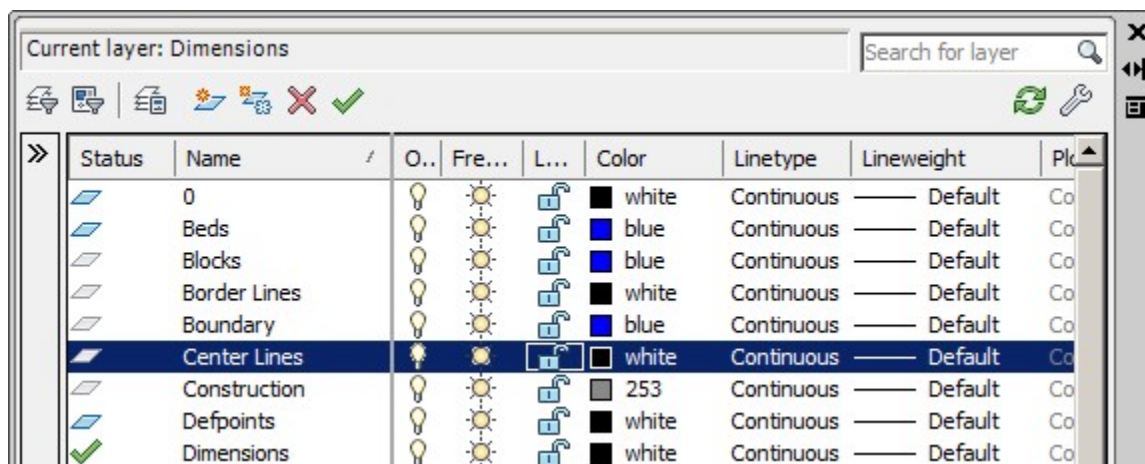 Current layer: Dimensions Search for layer
Status Name O.. Fre... L... Color Linetype Lineweight Plo
0 white Continuous Default Co
Beds blue Continuous Default Co
Blocks blue Continuous Default Co
Border Lines white Continuous Default Co
Boundary blue Continuous Default Co
Center Lines white Continuous Default Co
Construction 253 Continuous Default Co
Defpoints white Continuous Default Co
Dimensions white Continuous Default Co